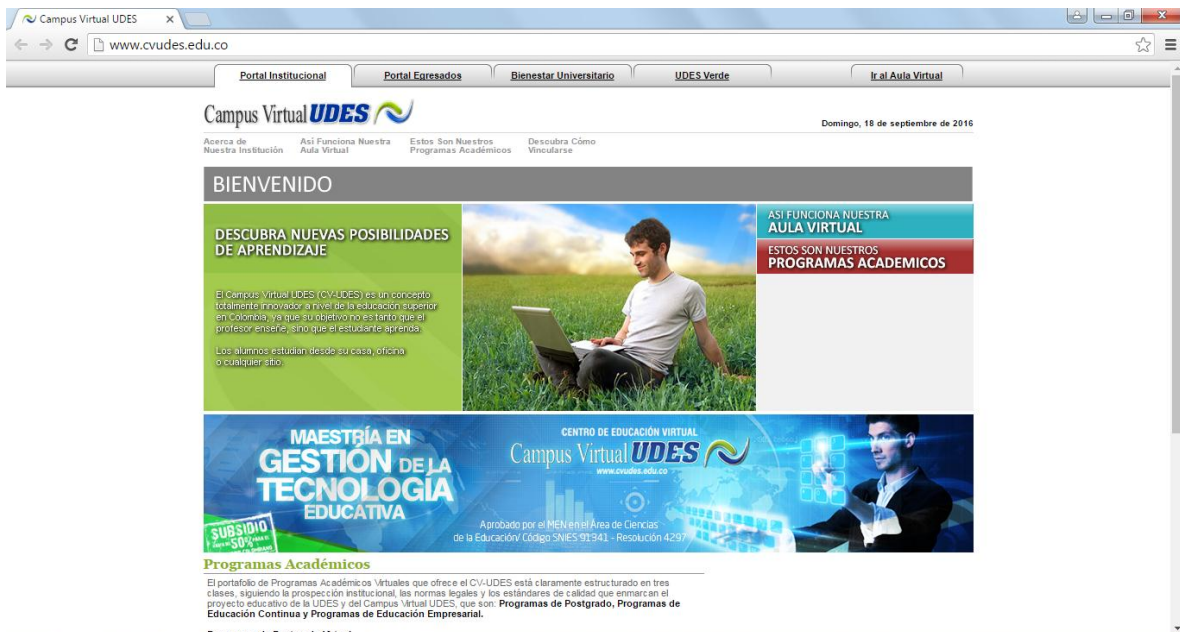 Campus Virtual UDES
www.cvudes.edu.co
Portal Institucional
Portal Egresados
Bienestar Universitario
UDES Verde
Ir al Aula Virtual
Campus Virtual UDES
Domingo, 18 de septiembre de 2016
Acerca de
Nuestra Institución
Así Funciona Nuestra
Aula Virtual
Estos Son Nuestros
Programas Académicos
Descubra Cómo
Vincularse
BIENVENIDO
DESCUBRA NUEVAS POSIBILIDADES
DE APRENDIZAJE
El Campus Virtual UDES (CV-UDES) es un concepto
totalmente innovador a nivel de la educación superior
en Colombia, ya que su objetivo no es tanto que el
profesor enseñe, sino que el estudiante aprenda.
Los alumnos estudian desde su casa, oficina
o cualquier sitio.
ASI FUNCIONA NUESTRA
AULA VIRTUAL
ESTOS SON NUESTROS
PROGRAMAS ACADEMICOS
MAESTRÍA EN
GESTIÓN DE LA
TECNOLOGÍA
EDUCATIVA
SUBSIDIO
50%
CENTRO DE EDUCACIÓN VIRTUAL
Campus Virtual UDES
www.cvudes.edu.co
Aprobado por el MEN en el Área de Ciencias
de la Educación/ Código SNIES 91341 - Resolución 4297
Programas Académicos
El portafolio de Programas Académicos Virtuales que ofrece el CV-UDES está claramente estructurado en tres
clases, siguiendo la prospección institucional, las normas legales y los estándares de calidad que enmarcan el
proyecto educativo de la UDES y del Campus Virtual UDES, que son: Programas de Postgrado, Programas de
Educación Continua y Programas de Educación Empresarial.